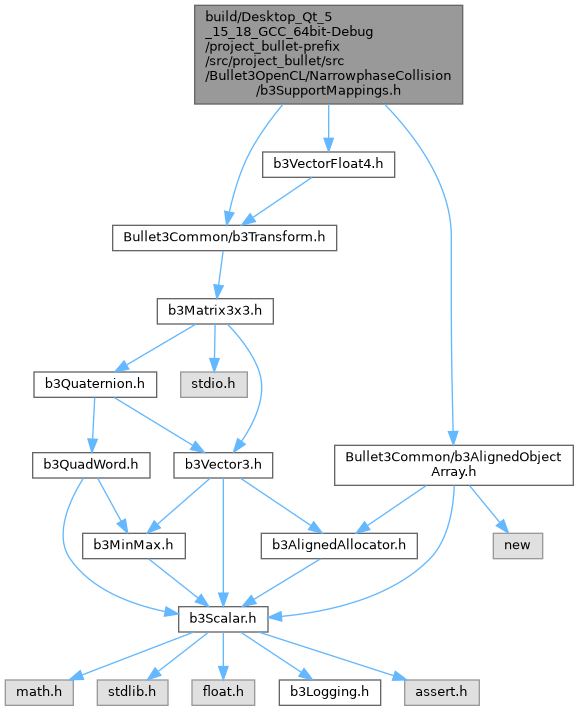 build/Desktop_Qt_5
_15_18_GCC_64bit-Debug
/project_bullet-prefix
/src/project_bullet/src
/Bullet3OpenCL/NarrowphaseCollision
/b3SupportMappings.h
b3VectorFloat4.h
Bullet3Common/b3Transform.h
b3Matrix3x3.h
b3Quaternion.h
stdio.h
b3QuadWord.h
b3Vector3.h
Bullet3Common/b3AlignedObject
Array.h
b3MinMax.h
b3AlignedAllocator.h
new
b3Scalar.h
math.h
stdlib.h
float.h
b3Logging.h
assert.h